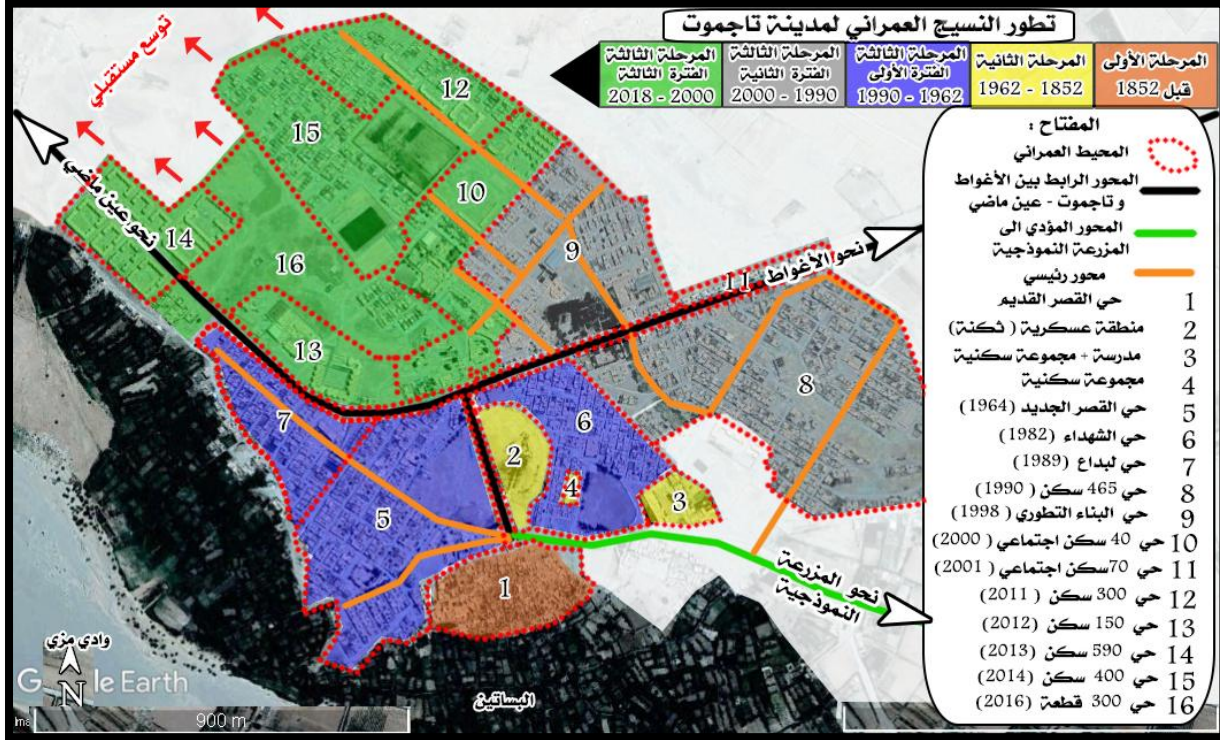 تطور النسيج العمراني لمدينة تاجموت
المرحلة الأولى
قبل 1852
المرحلة الثانية
1852 - 1962
المرحلة الثالثة
الفترة الأولى
1962 - 1990
المرحلة الثالثة
الفترة الثانية
1990 - 2000
المرحلة الثالثة
الفترة الثالثة
2000 - 2018
توسع مستقبلي
المفتاح :
المحيط العمراني
المحور الرابط بين الأغواط
و تاجموت - عين ماضي
المحور المؤدي الى
المزرعة النموذجية
محور رئيسي
1 حي القصر القديم
2 منطقة عسكرية ( ثكنة)
3 مدرسة + مجموعة سكنية
4 مجموعة سكنية
5 حي القصر الجديد (1964)
6 حي الشهداء (1982)
7 حي لبداع (1989)
8 حي 465 سكن (1990)
9 حي البناء التطوري (1998)
10 حي 40 سكن اجتماعي (2000)
11 حي 70سكن اجتماعي (2001)
12 حي 300 سكن (2011)
13 حي 150 سكن (2012)
14 حي 590 سكن (2013)
15 حي 400 سكن (2014)
16 حي 300 قطعة (2016)
نحو عين ماضي
نحو الأغواط
نحو المزرعة
النموذجية
12
15
10
9
14
16
11
13
8
7
6
2
4
3
5
1
وادي مزي
البساتين
N
Google Earth
900 m